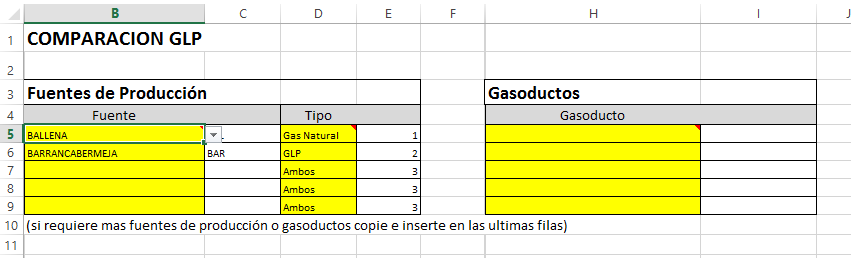 B C D E F H I J
1 COMPARACION GLP
2
3 Fuentes de Producción Gasoductos
4 Fuente Tipo Gasoducto
5 BALLENA Gas Natural 1
6 BARRANCABERMEJA BAR GLP 2
7 Ambos 3
8 Ambos 3
9 Ambos 3
10 (si requiere mas fuentes de producción o gasoductos copie e inserte en las ultimas filas)
11